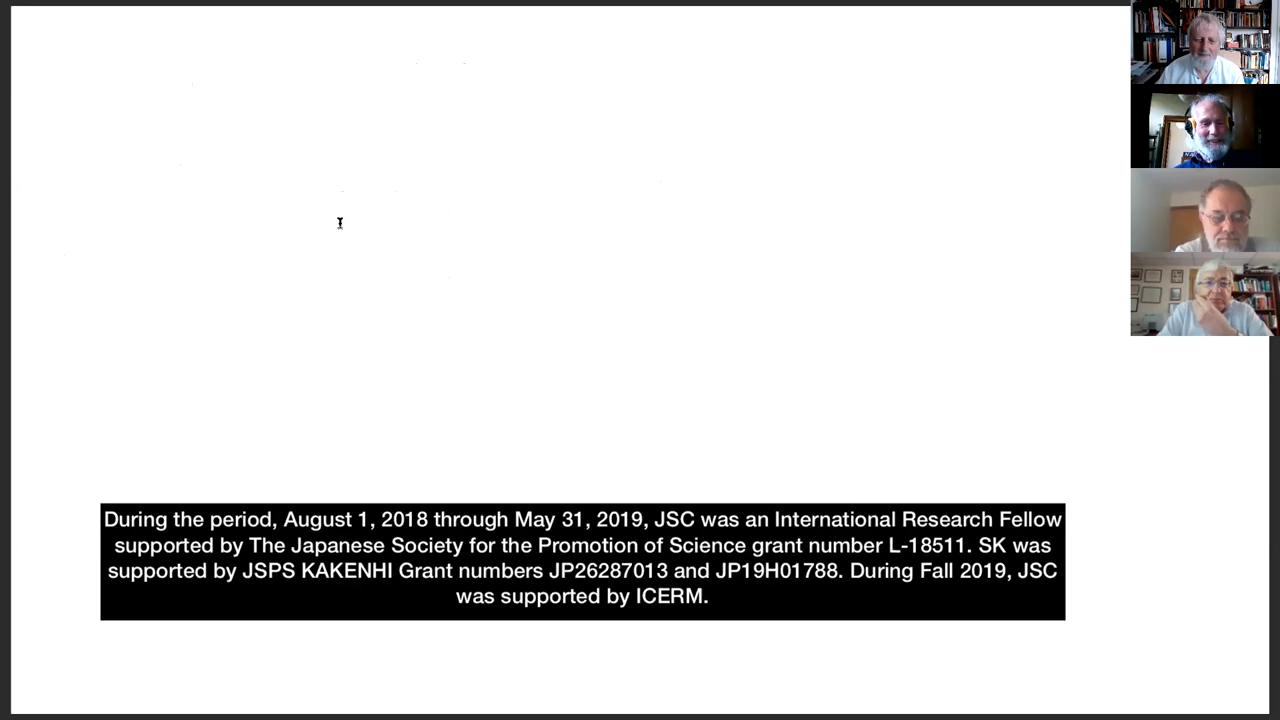 During the period, August 1, 2018 through May 31, 2019, JSC was an International Research Fellow
supported by The Japanese Society for the Promotion of Science grant number L-18511. SK was
supported by JSPS KAKENHI Grant numbers JP26287013 and JP19H01788. During Fall 2019, JSC
was supported by ICERM.